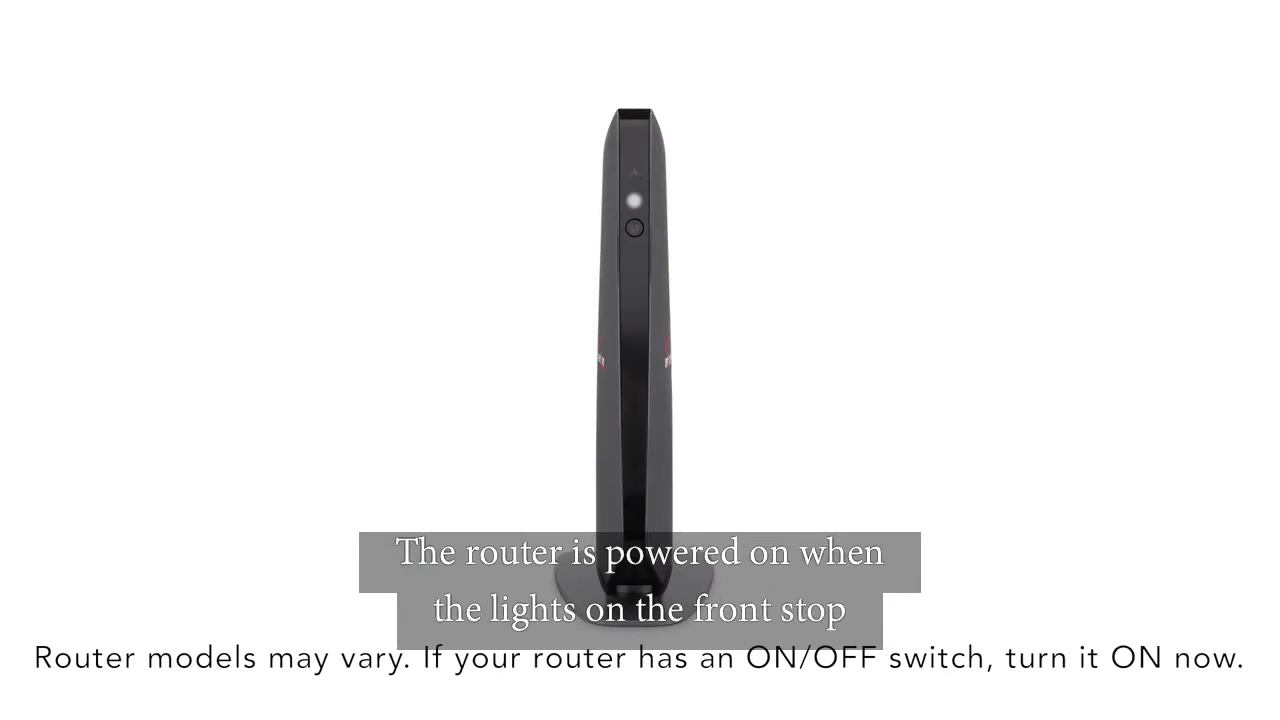 The router is powered on when
the lights on the front stop
Router models may vary. If your router has an ON/OFF switch, turn it ON now.